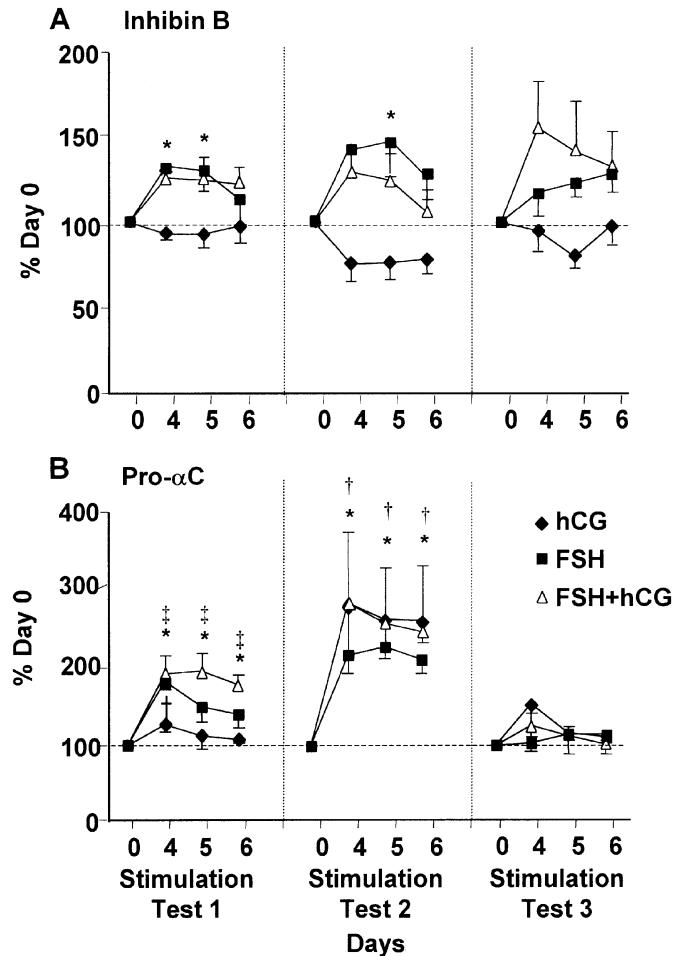 A Inhibin B
% Day 0
200
150
* * *
100
50
0
0 4 5 6 0 4 5 6 0 4 5 6
B Pro-αC
% Day 0
400
† † †
* * *
hCG
FSH
FSH+hCG
300
‡ ‡ ‡
* * *
200
100
0
0 4 5 6 0 4 5 6 0 4 5 6
Stimulation Stimulation Stimulation
Test 1 Test 2 Test 3
Days